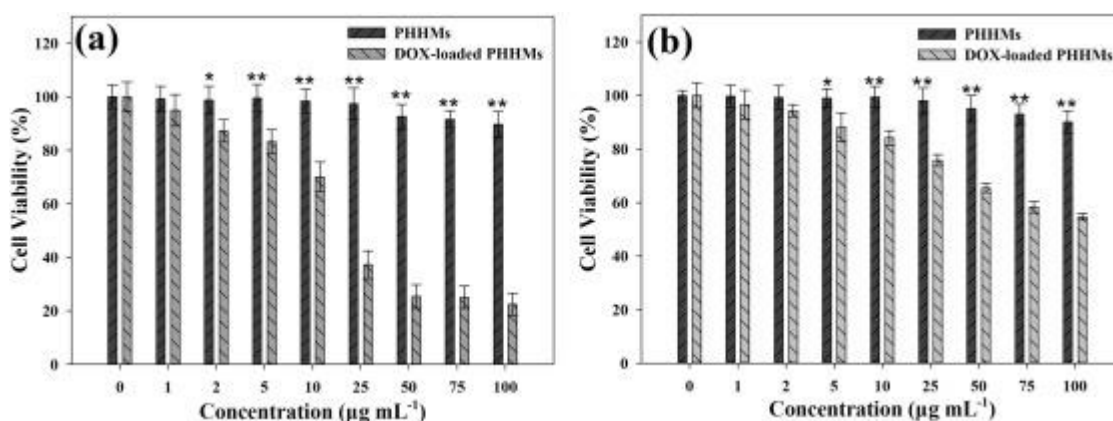 (a)
PHHMs
DOX-loaded PHHMs
120
100
80
60
40
20
0
Cell Viability (%)
* ** ** ** ** ** **
0 1 2 5 10 25 50 75 100
Concentration (µg mL⁻¹)
(b)
PHHMs
DOX-loaded PHHMs
120
100
80
60
40
20
0
Cell Viability (%)
* ** ** ** ** **
0 1 2 5 10 25 50 75 100
Concentration (µg mL⁻¹)